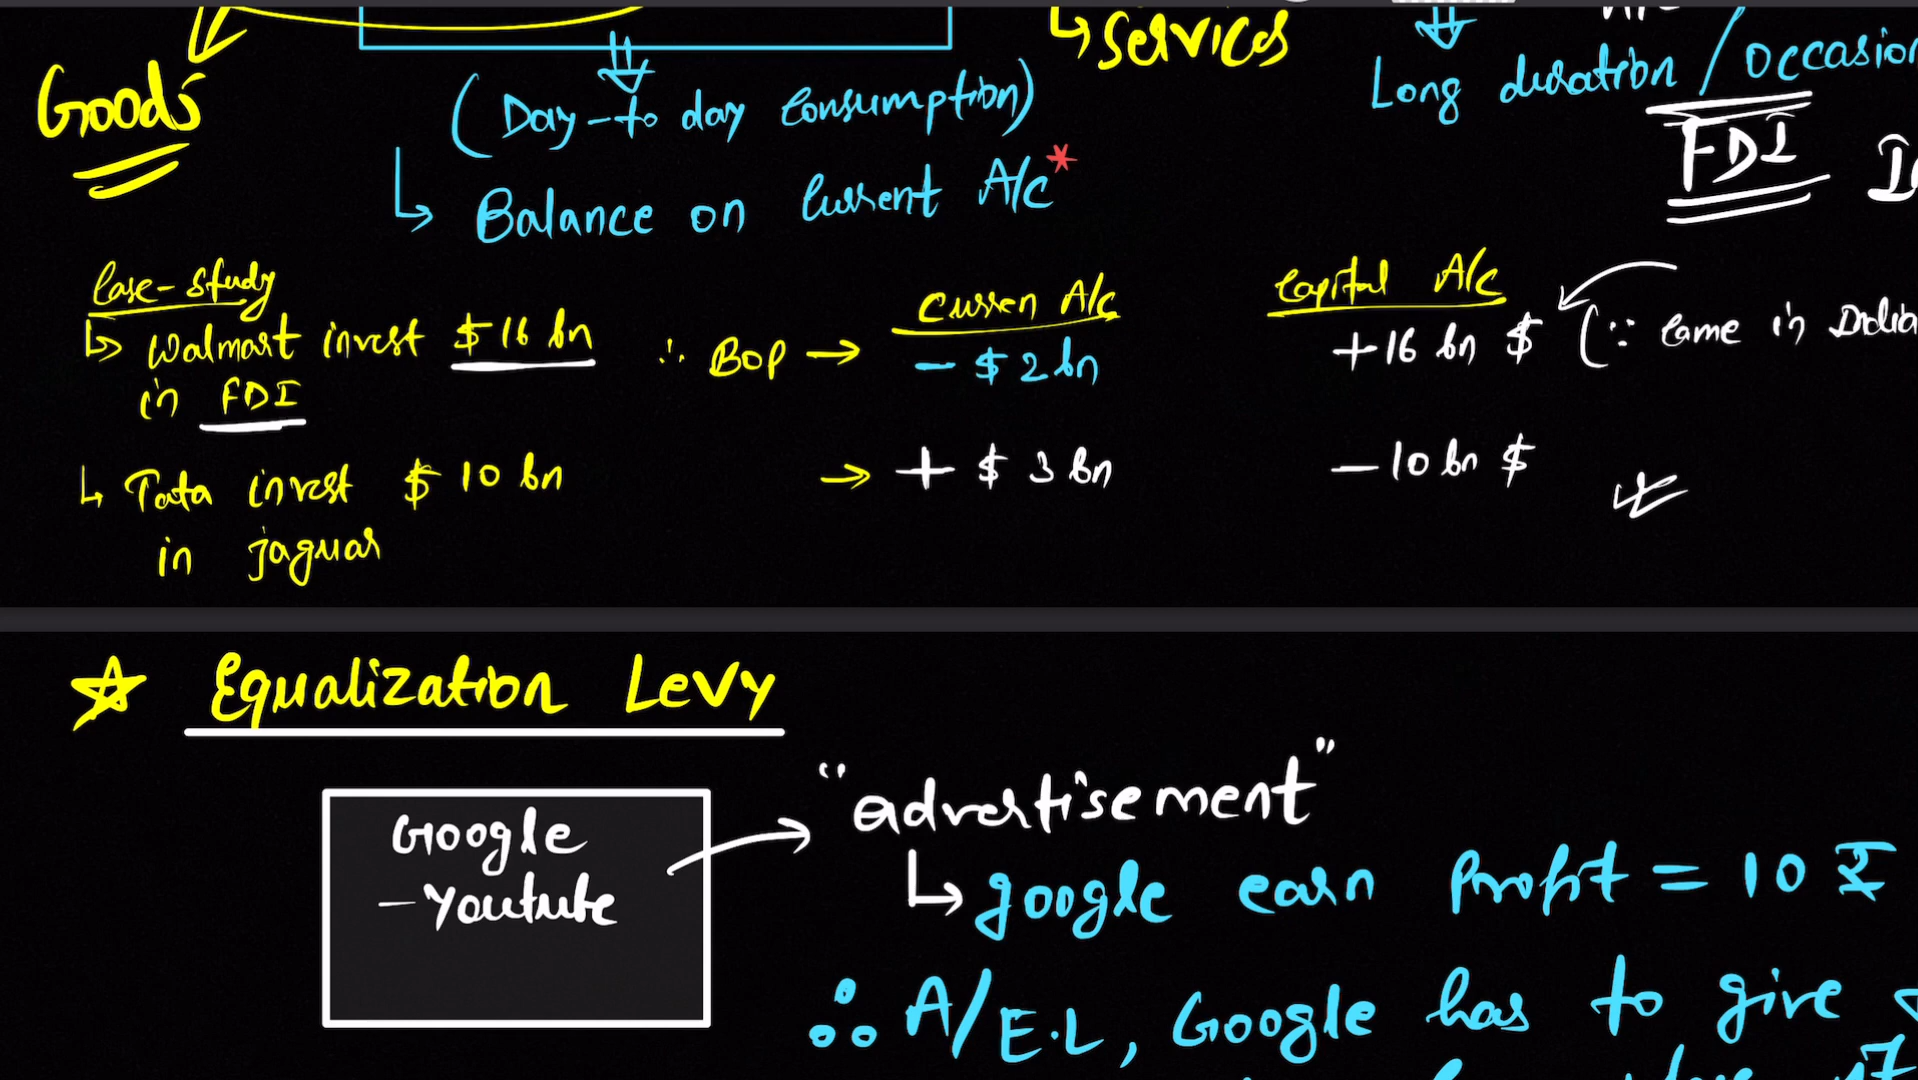 Goods
↳ Services
Long duration / occasion
(Day-to day Consumption)
FDI
↳ Balance on Current A/c*
Case-study
↳ Walmart invest $16 bn
in FDI
∴ BOP → Curren A/c
- $ 2 bn
Capital A/c
+16 bn $ (∵ Came in
↳ Tata invest $ 10 bn
in jaguar
→ + $ 3 bn
-10 bn $
☆ Equalization Levy
Google
-Youtube
"advertisement"
↳ google earn Profit = 10 ₹
∴ A/E.L, Google has to give